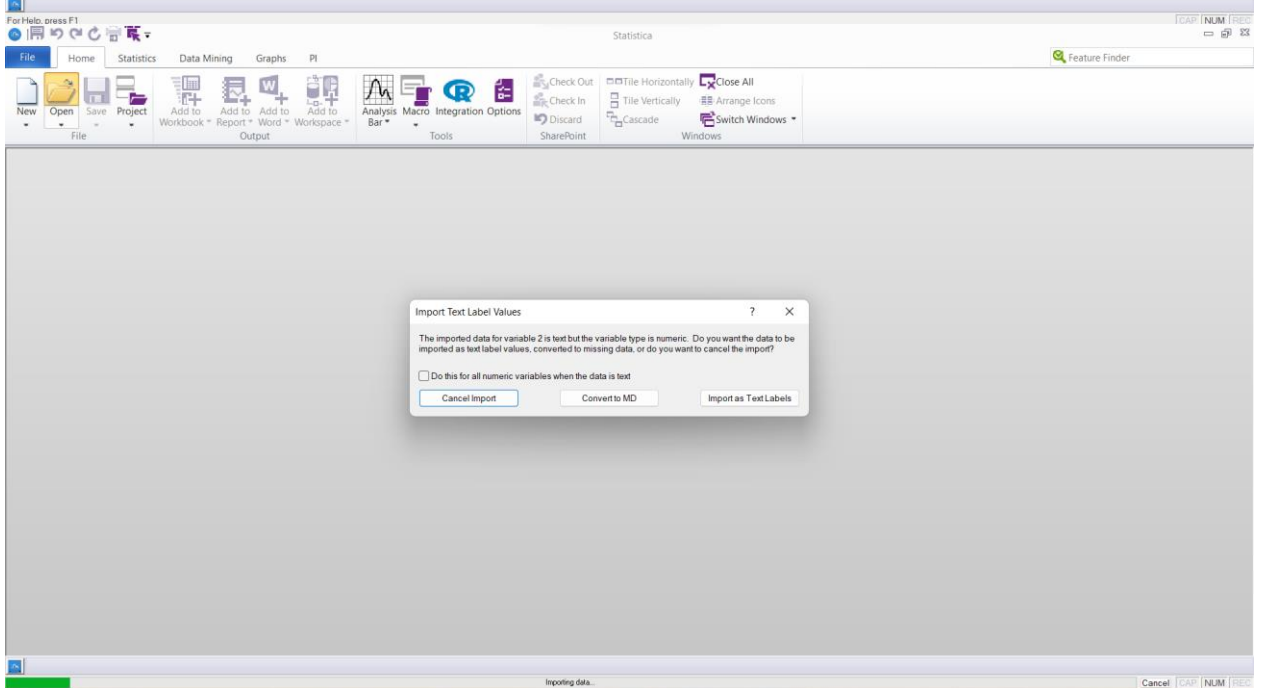 For Help, press F1
CAP NUM REC
Statistica
File Home Statistics Data Mining Graphs PI
Feature Finder
New Open Save Project
Add to Workbook Add to Report Add to Word Add to Workspace
Analysis Bar Macro Integration Options
Check Out
Check In
Discard
Tile Horizontally
Tile Vertically
Cascade
Close All
Arrange Icons
Switch Windows
File Output Tools SharePoint Windows
Import Text Label Values ?
The imported data for variable 2 is text but the variable type is numeric. Do you want the data to be
imported as text label values, converted to missing data, or do you want to cancel the import?
Do this for all numeric variables when the data is text
Cancel Import Convert to MD Import as Text Labels
Importing data...
Cancel CAP NUM REC